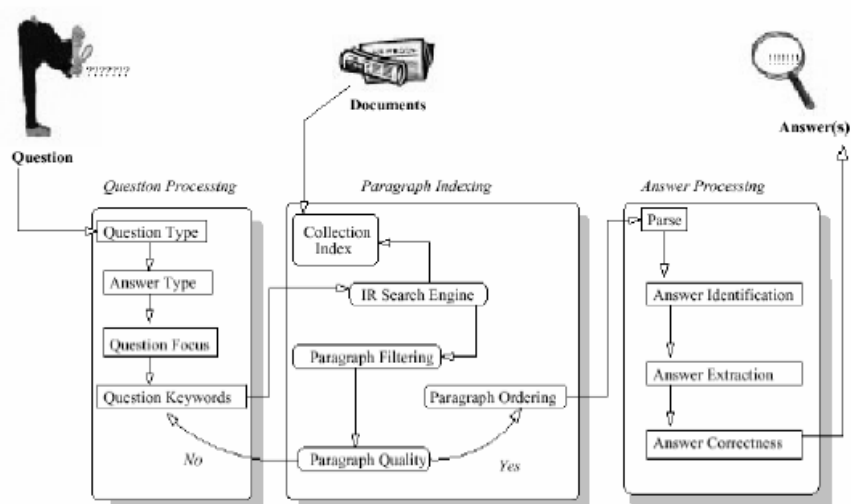 ???????
!!!!!!!
Documents
Answer(s)
Question
Question Processing
Paragraph Indexing
Answer Processing
Question Type
Answer Type
Question Focus
Question Keywords
Collection
Index
IR Search Engine
Paragraph Filtering
Paragraph Ordering
Paragraph Quality
No
Yes
Parse
Answer Identification
Answer Extraction
Answer Correctness